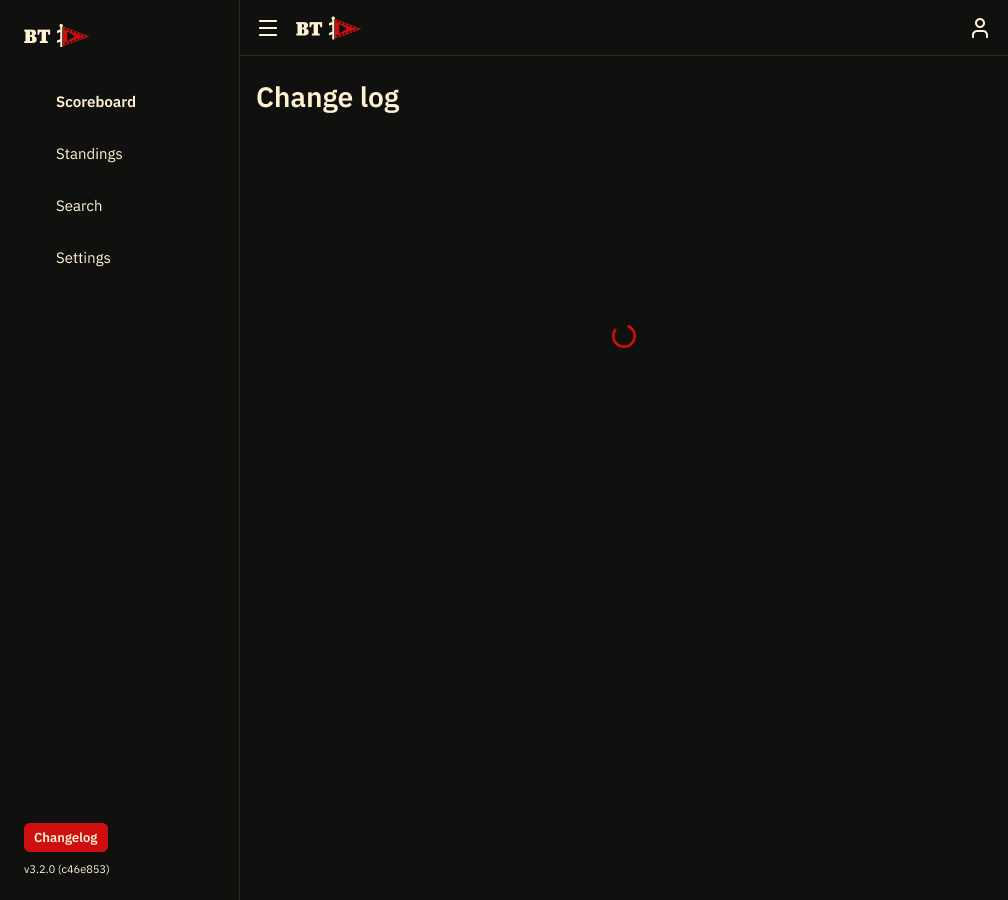 BT
Scoreboard
Standings
Search
Settings
Changelog
v3.2.0 (c46e853)
BT
Change log